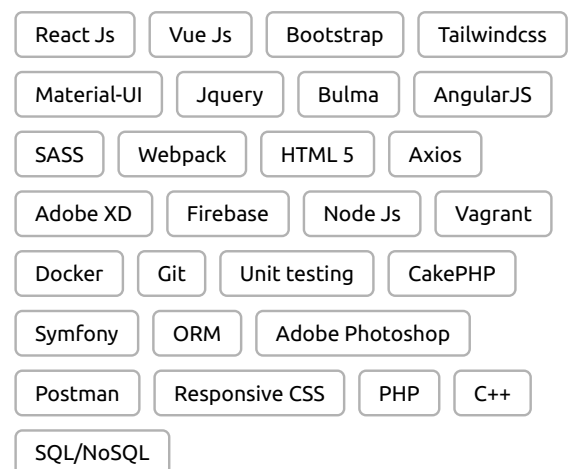 React Js Vue Js Bootstrap Tailwindcss
Material-UI Jquery Bulma AngularJS
SASS Webpack HTML 5 Axios
Adobe XD Firebase Node Js Vagrant
Docker Git Unit testing CakePHP
Symfony ORM Adobe Photoshop
Postman Responsive CSS PHP C++
SQL/NoSQL